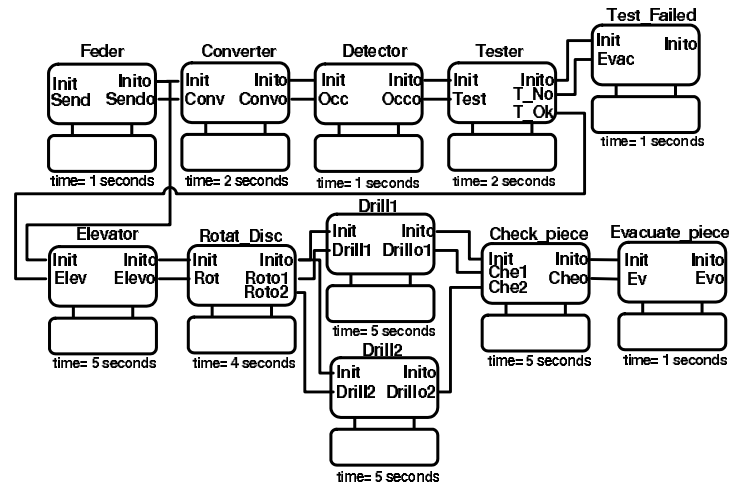 Test_Failed
Feder
Converter
Detector
Tester
Init
Inito
Evac
Init
Inito
Send
Sendo
Init
Inito
Conv
Convo
Init
Inito
Occ
Occo
Init
Inito
Test
T_No
T_Ok
time= 1 seconds
time= 2 seconds
time= 1 seconds
time= 2 seconds
time= 1 seconds
Elevator
Rotat_Disc
Drill1
Check_piece
Evacuate_piece
Init
Inito
Elev
Elevo
Init
Inito
Rot
Roto1
Roto2
Init
Inito
Drill1
Drillo1
Init
Inito
Che1
Cheo
Che2
Init
Inito
Ev
Evo
time= 5 seconds
time= 4 seconds
time= 5 seconds
time= 5 seconds
time= 1 seconds
Drill2
Init
Inito
Drill2
Drillo2
time= 5 seconds